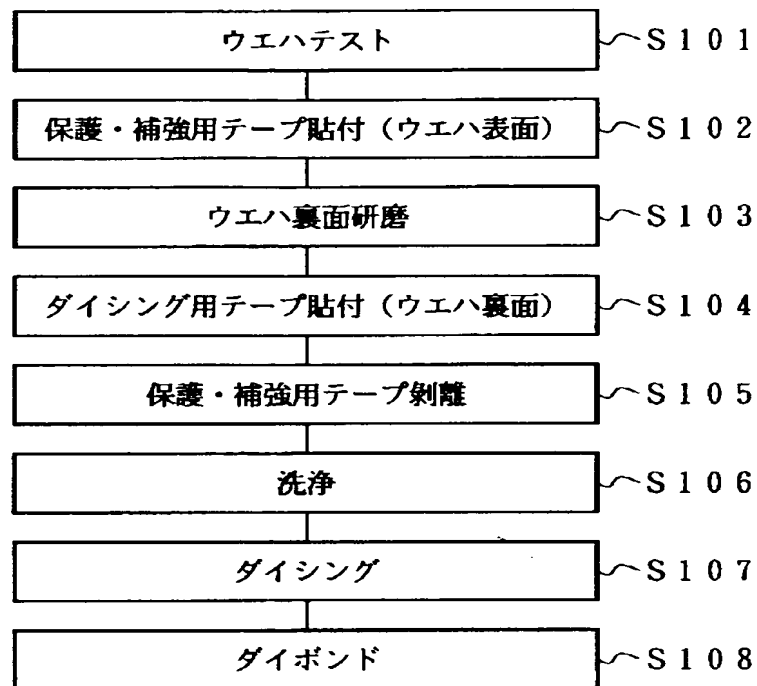 ウエハテスト S101
保護・補強用テープ貼付（ウエハ表面） S102
ウエハ裏面研磨 S103
ダイシング用テープ貼付（ウエハ裏面） S104
保護・補強用テープ剝離 S105
洗浄 S106
ダイシング S107
ダイボンド S108